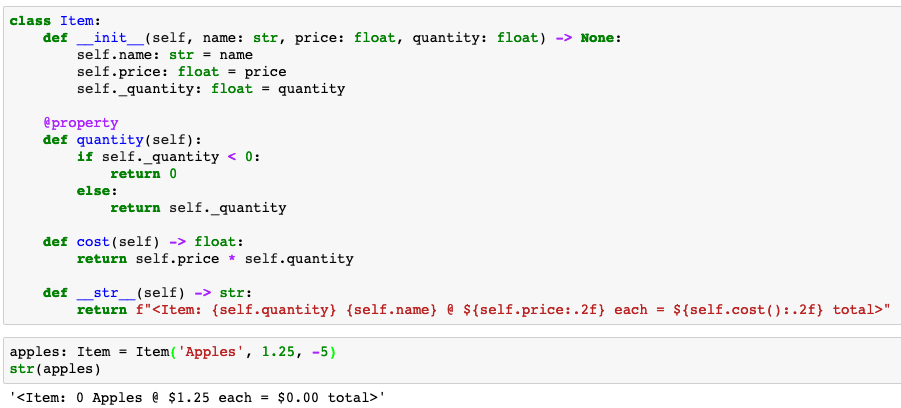 class Item:
    def __init__(self, name: str, price: float, quantity: float) -> None:
        self.name: str = name
        self.price: float = price
        self._quantity: float = quantity
    @property
    def quantity(self):
        if self._quantity < 0:
            return 0
        else:
            return self._quantity
    def cost(self) -> float:
        return self.price * self.quantity
    def __str__(self) -> str:
        return f"<Item: {self.quantity} {self.name} @ ${self.price:.2f} each = ${self.cost():.2f} total>"
apples: Item = Item('Apples', 1.25, -5)
str(apples)
'<Item: 0 Apples @ $1.25 each = $0.00 total>'